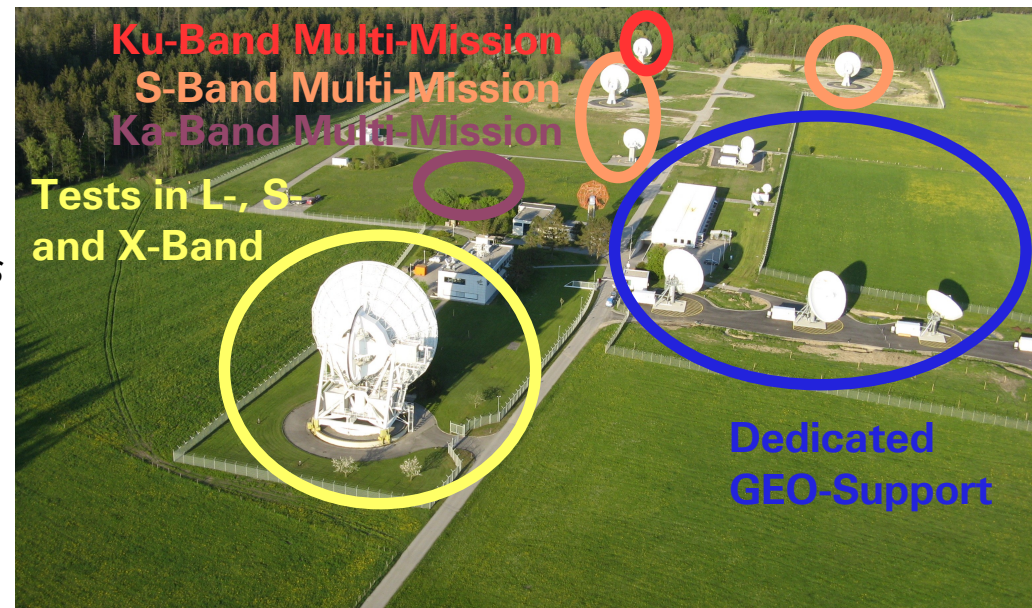 Ku-Band Multi-Mission
S-Band Multi-Mission
Ka-Band Multi-Mission
Tests in L-, S-
and X-Band
s
Dedicated
GEO-Support